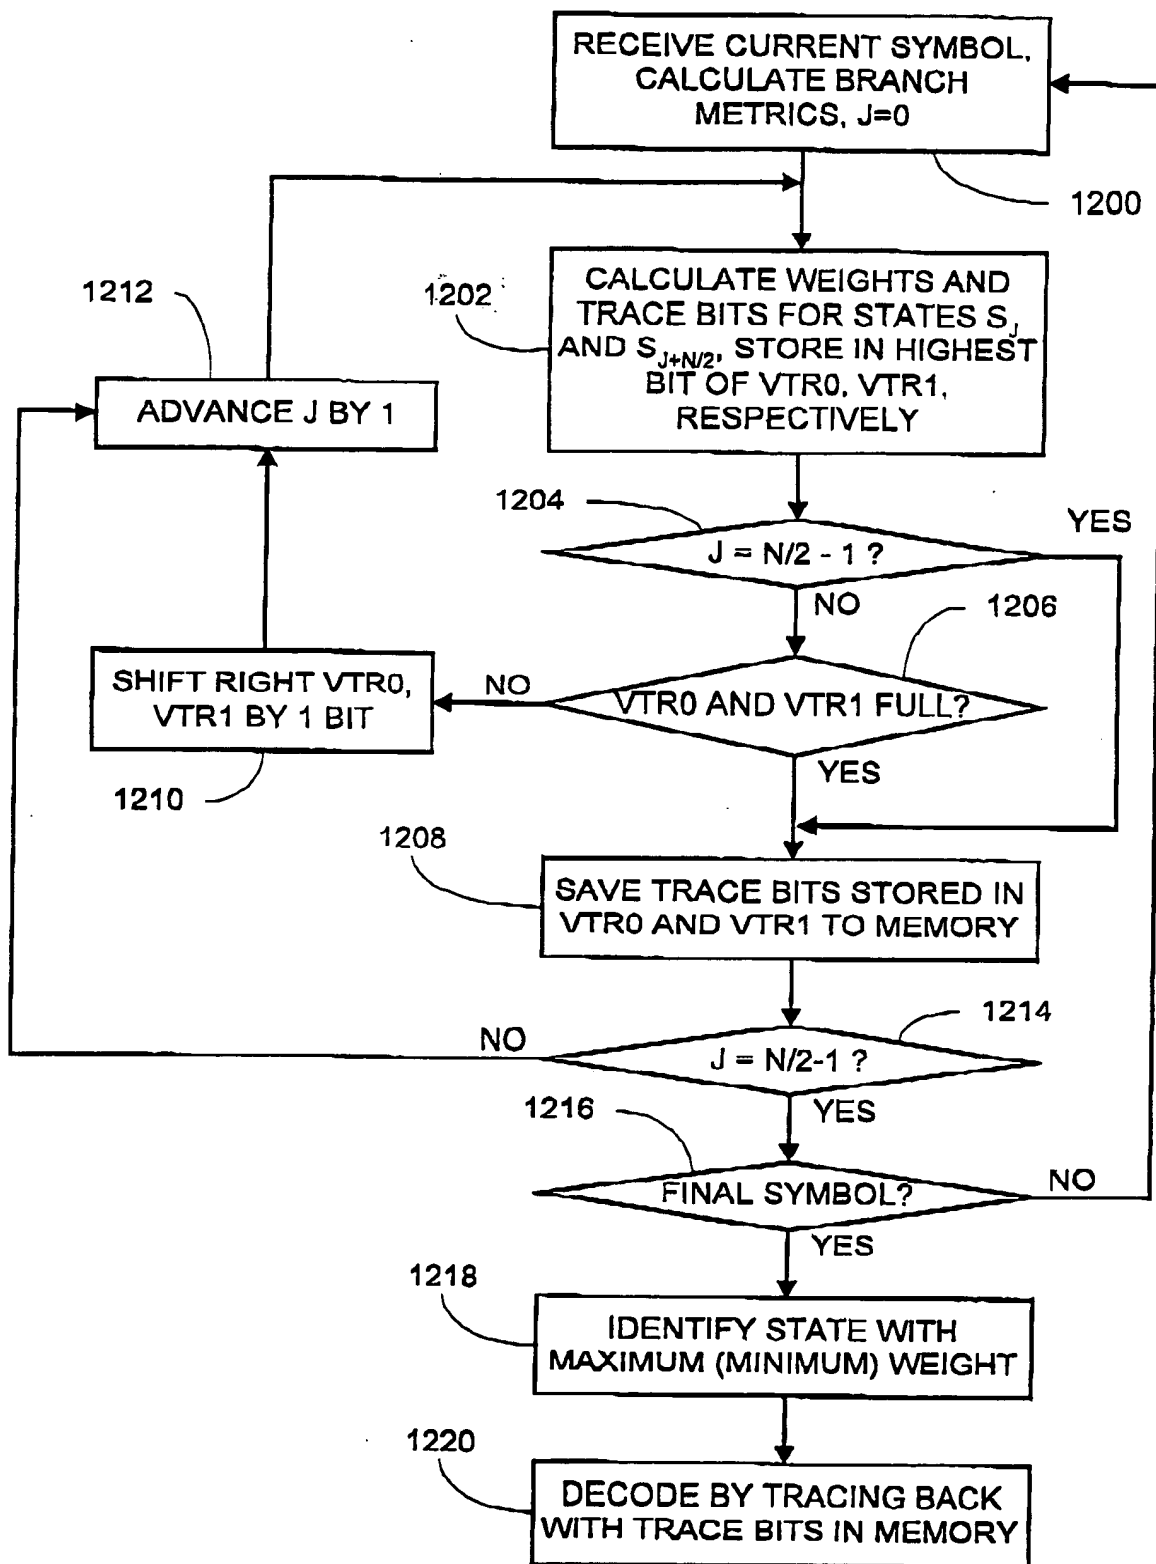 RECEIVE CURRENT SYMBOL,
CALCULATE BRANCH
METRICS, J=0
1200
1202
CALCULATE WEIGHTS AND
TRACE BITS FOR STATES S_J
AND S_{J+N/2}, STORE IN HIGHEST
BIT OF VTR0, VTR1,
RESPECTIVELY
1212
ADVANCE J BY 1
1204
J = N/2 - 1 ?
YES
NO
1206
VTR0 AND VTR1 FULL?
NO
SHIFT RIGHT VTR0,
VTR1 BY 1 BIT
1210
YES
1208
SAVE TRACE BITS STORED IN
VTR0 AND VTR1 TO MEMORY
1214
J = N/2-1 ?
NO
YES
1216
FINAL SYMBOL?
NO
YES
1218
IDENTIFY STATE WITH
MAXIMUM (MINIMUM) WEIGHT
1220
DECODE BY TRACING BACK
WITH TRACE BITS IN MEMORY